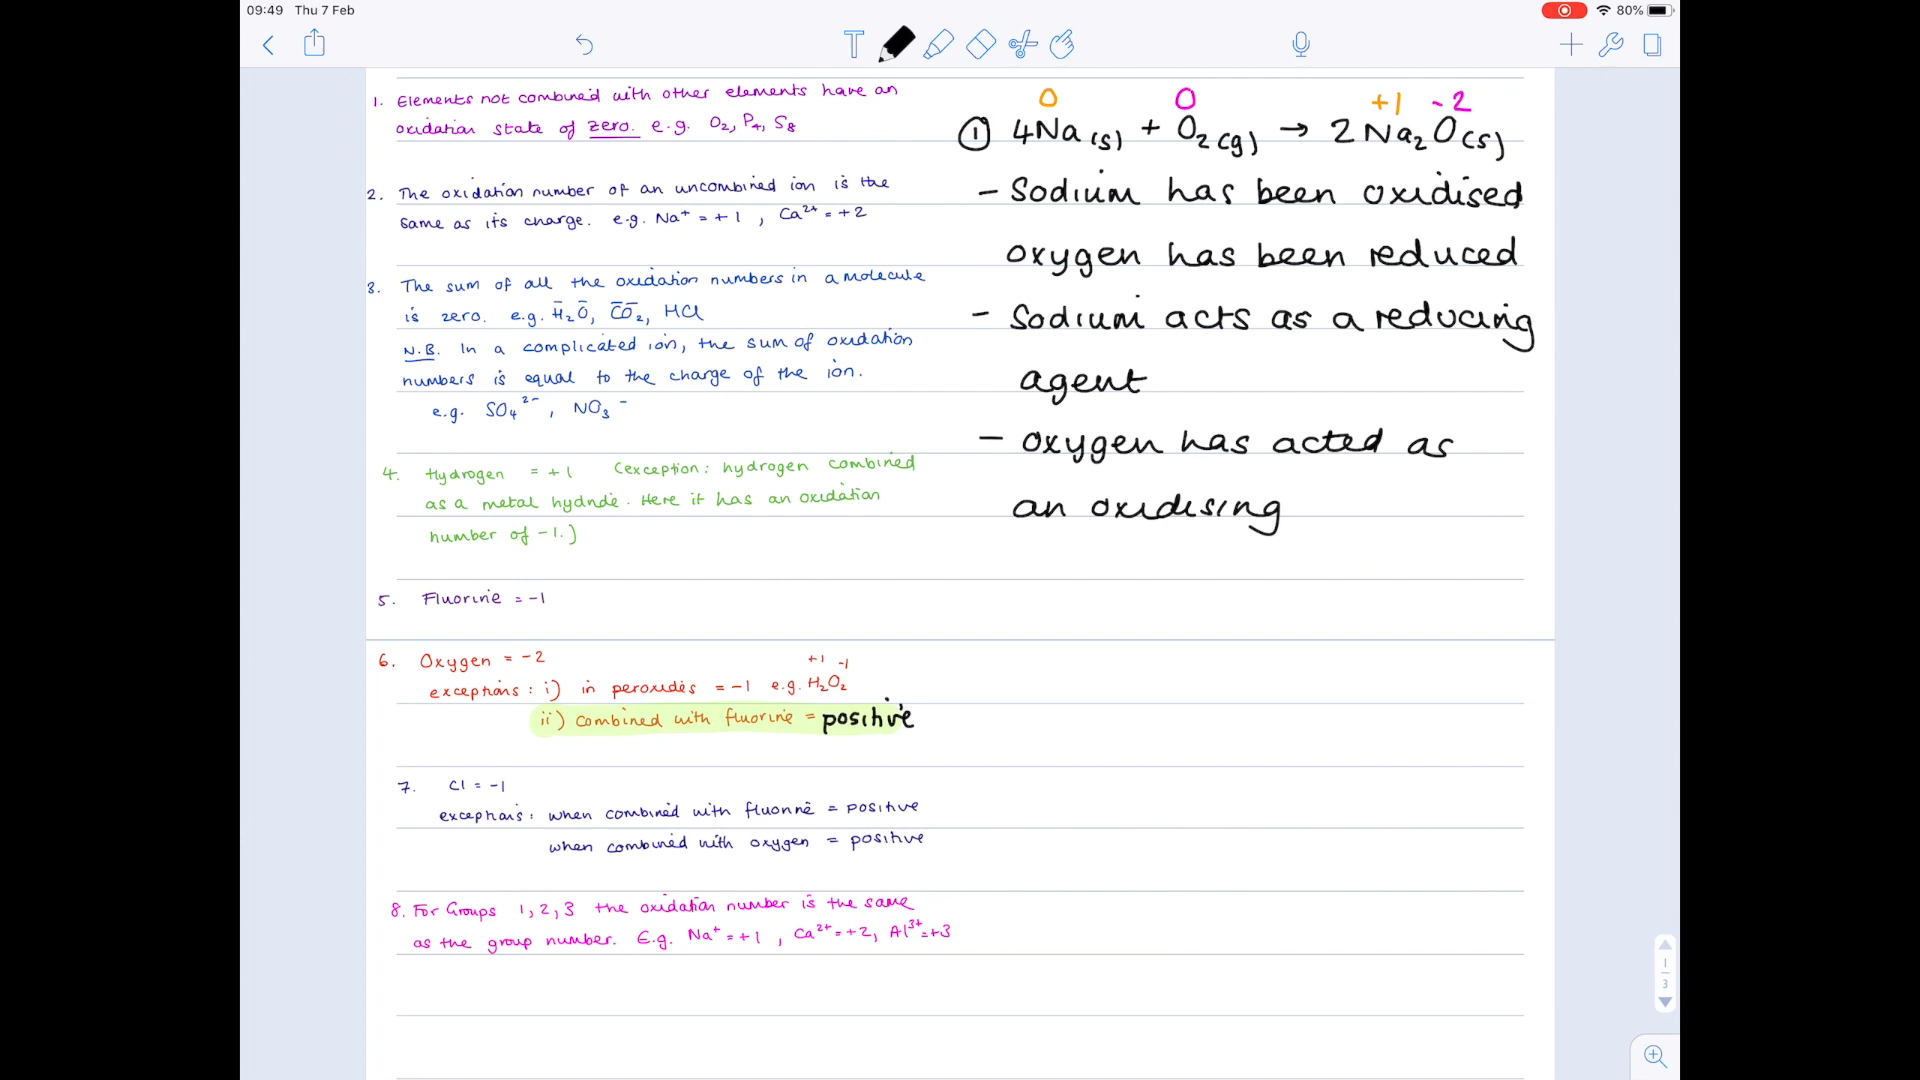 09:49 Thu 7 Feb
80%
1. Elements not combined with other elements have an
oxidation state of zero. e.g. O₂, P₄, S₈
2. The oxidation number of an uncombined ion is the
same as its charge. e.g. Na⁺ = +1 , Ca²⁺ = +2
3. The sum of all the oxidation numbers in a molecule
is zero. e.g. H₂O, CO₂, HCl
N.B. In a complicated ion, the sum of oxidation
numbers is equal to the charge of the ion.
e.g. SO₄²⁻ , NO₃⁻
4. Hydrogen = +1 (exception: hydrogen combined
as a metal hydride. Here it has an oxidation
number of -1.)
5. Fluorine = -1
6. Oxygen = -2
+1 -1
exceptions: i) in peroxides = -1 e.g. H₂O₂
ii) combined with fluorine = positive
7. Cl = -1
exceptions: when combined with fluorine = positive
when combined with oxygen = positive
8. For Groups 1, 2, 3 the oxidation number is the same
as the group number. E.g. Na⁺ = +1 , Ca²⁺ = +2, Al³⁺ = +3
0 0 +1 -2
① 4Na (s) + O₂ (g) → 2 Na₂O (s)
- Sodium has been oxidised
oxygen has been reduced
- Sodium acts as a reducing
agent
- oxygen has acted as
an oxidising
1
3